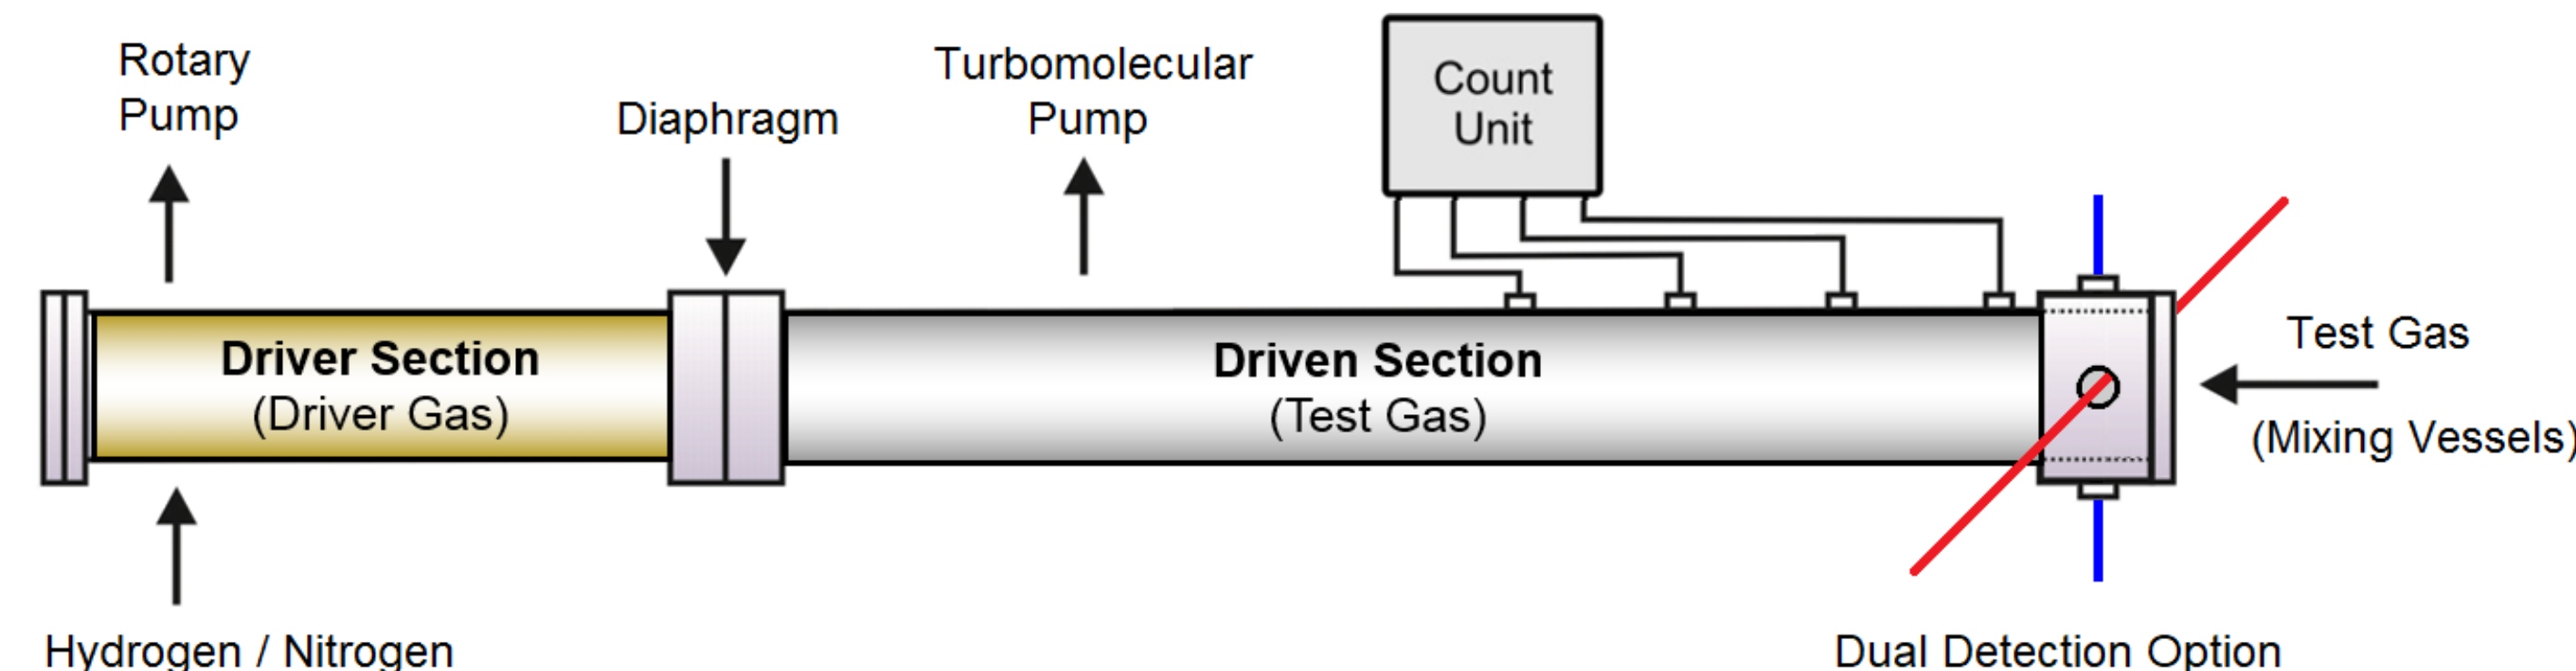 Rotary
Pump
Diaphragm
Turbomolecular
Pump
Count
Unit
Driver Section
(Driver Gas)
Driven Section
(Test Gas)
Test Gas
(Mixing Vessels)
Hydrogen / Nitrogen
Dual Detection Option